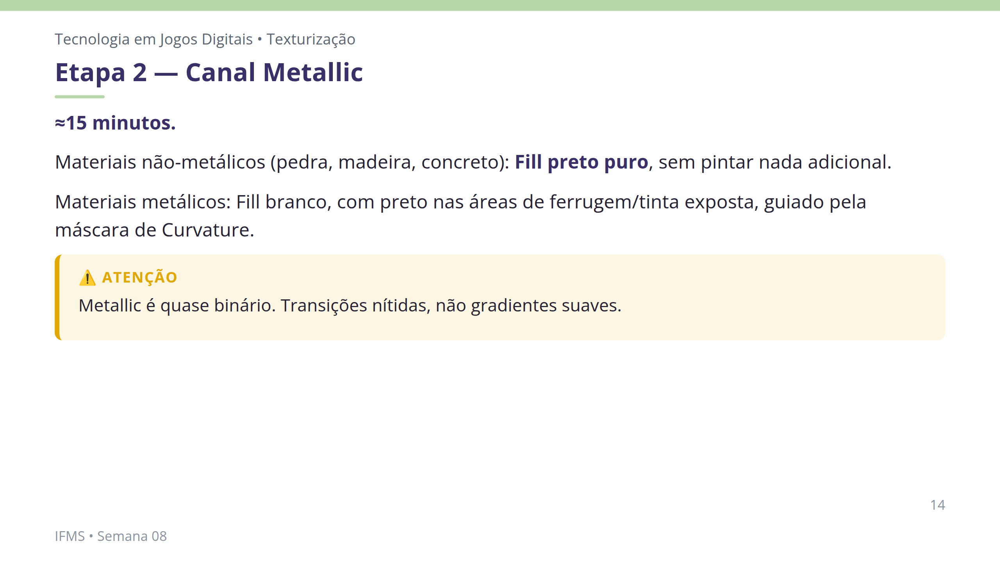 Tecnologia em Jogos Digitais • Texturização
Etapa 2 — Canal Metallic
≈15 minutos.
Materiais não-metálicos (pedra, madeira, concreto): Fill preto puro, sem pintar nada adicional.
Materiais metálicos: Fill branco, com preto nas áreas de ferrugem/tinta exposta, guiado pela
máscara de Curvature.
⚠️ ATENÇÃO
Metallic é quase binário. Transições nítidas, não gradientes suaves.
14
IFMS • Semana 08